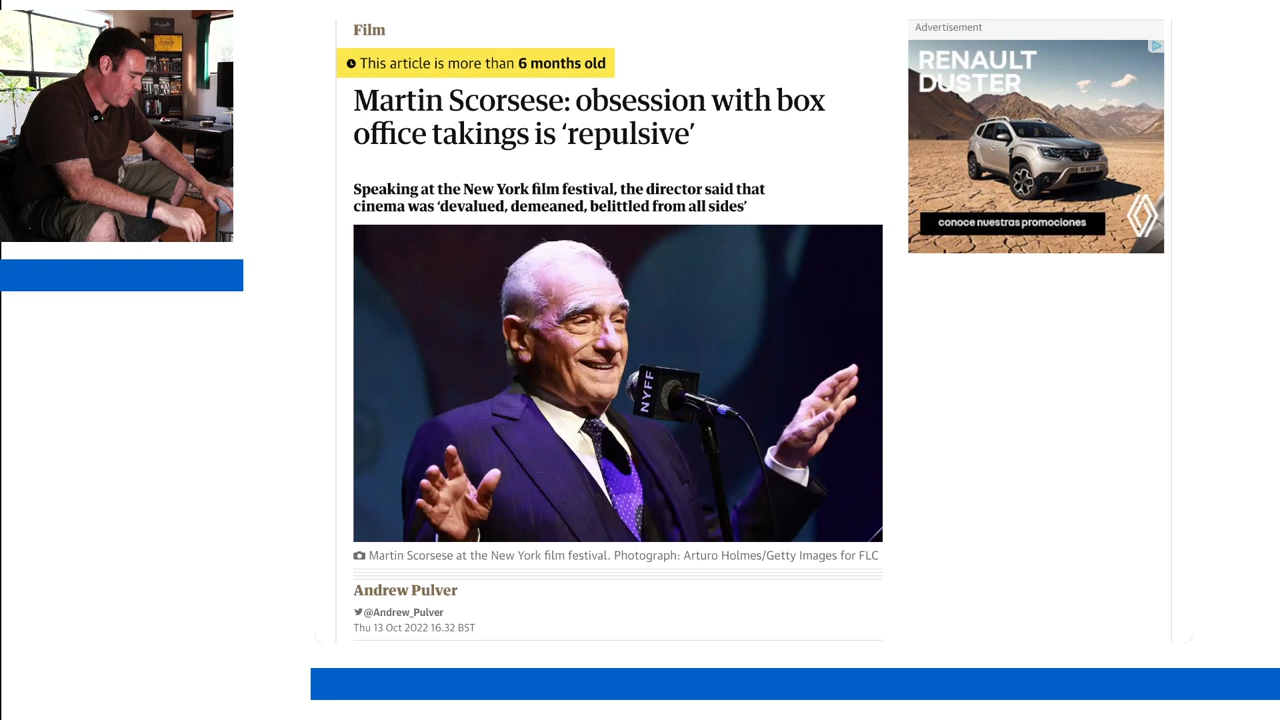 Film
This article is more than 6 months old
Martin Scorsese: obsession with box
office takings is ‘repulsive’
Speaking at the New York film festival, the director said that
cinema was ‘devalued, demeaned, belittled from all sides’
NYFF
Martin Scorsese at the New York film festival. Photograph: Arturo Holmes/Getty Images for FLC
Andrew Pulver
@Andrew_Pulver
Thu 13 Oct 2022 16.32 BST
Advertisement
RENAULT
DUSTER
conoce nuestras promociones